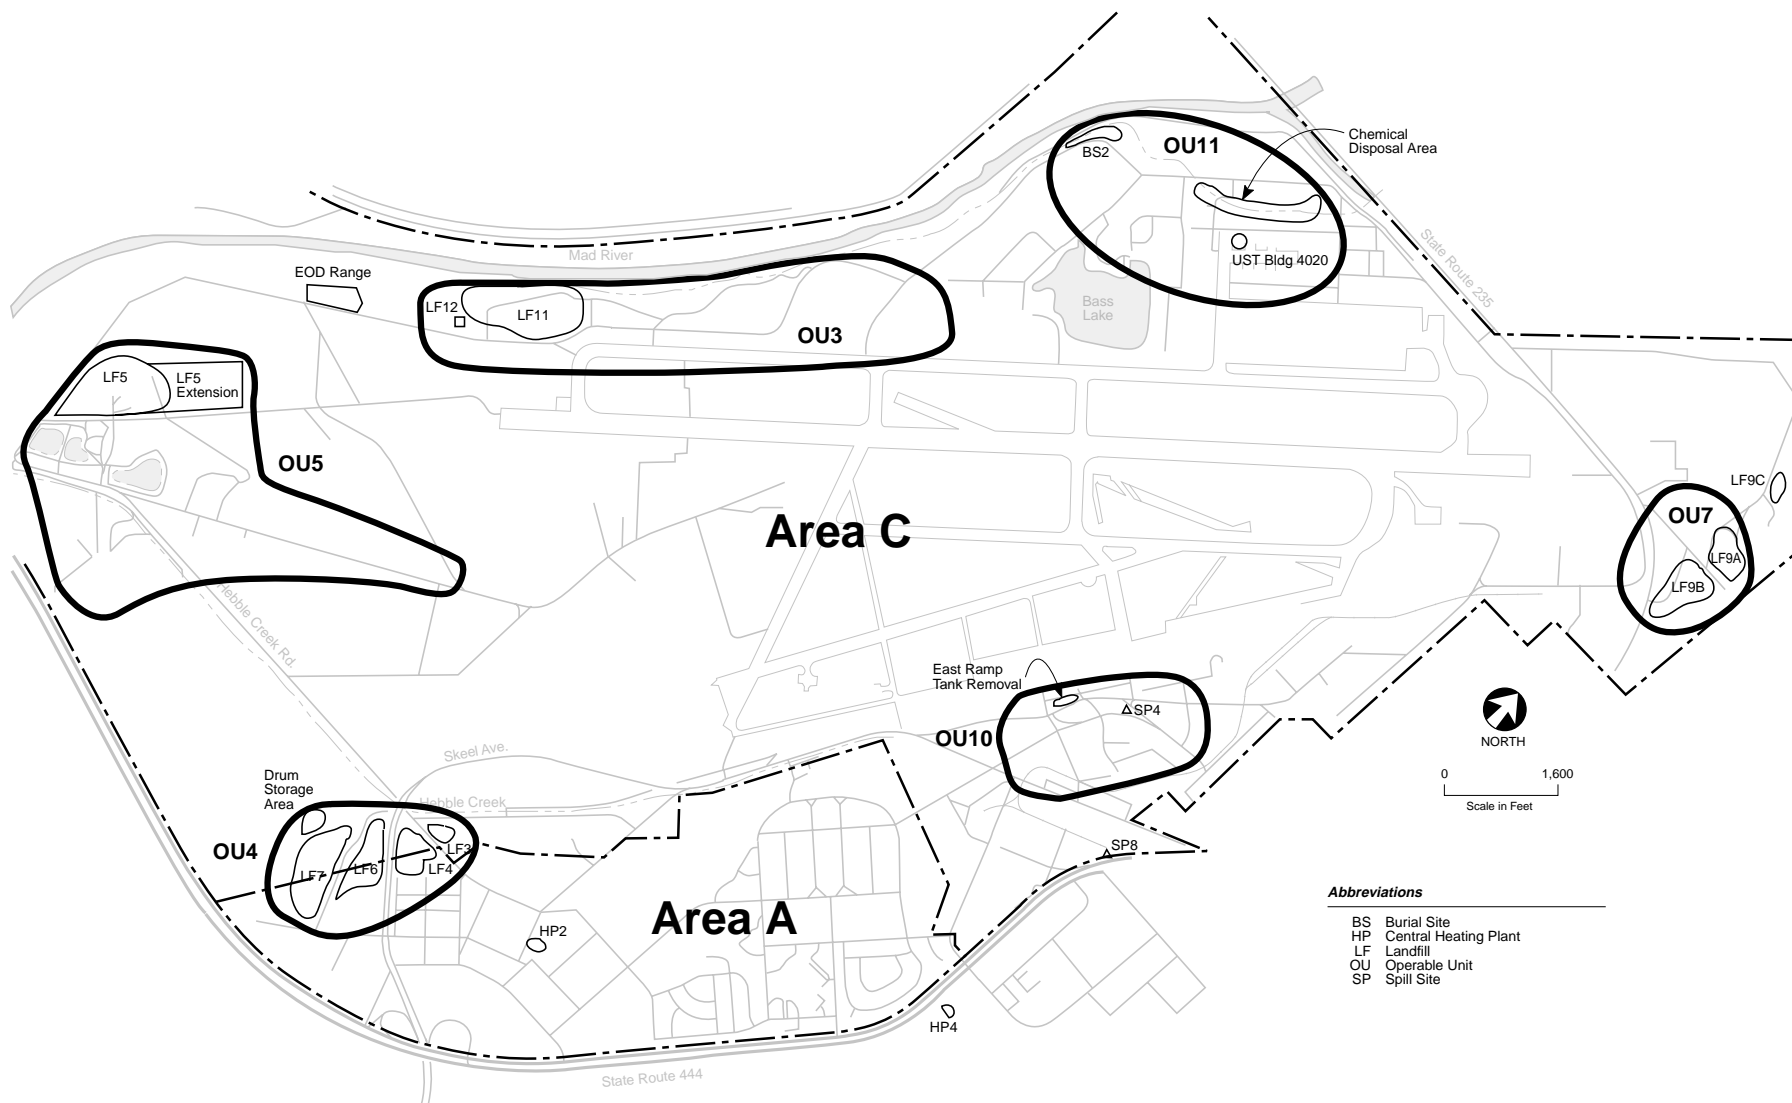 Chemical
Disposal Area
OU11
BS2
State Route 235
Mad River
UST Bldg 4020
EOD Range
LF12
LF11
OU3
Bass
Lake
LF5
LF5
Extension
OU5
LF9C
OU7
LF9A
LF9B
Area C
Hebble Creek Rd.
East Ramp
Tank Removal
SP4
OU10
NORTH
0 1,600
Scale in Feet
Skeel Ave.
Hebble Creek
Drum
Storage
Area
OU4
LF7
LF6
LF4
LF3
SP8
Area A
HP2
HP4
State Route 444
Abbreviations
BS Burial Site
HP Central Heating Plant
LF Landfill
OU Operable Unit
SP Spill Site